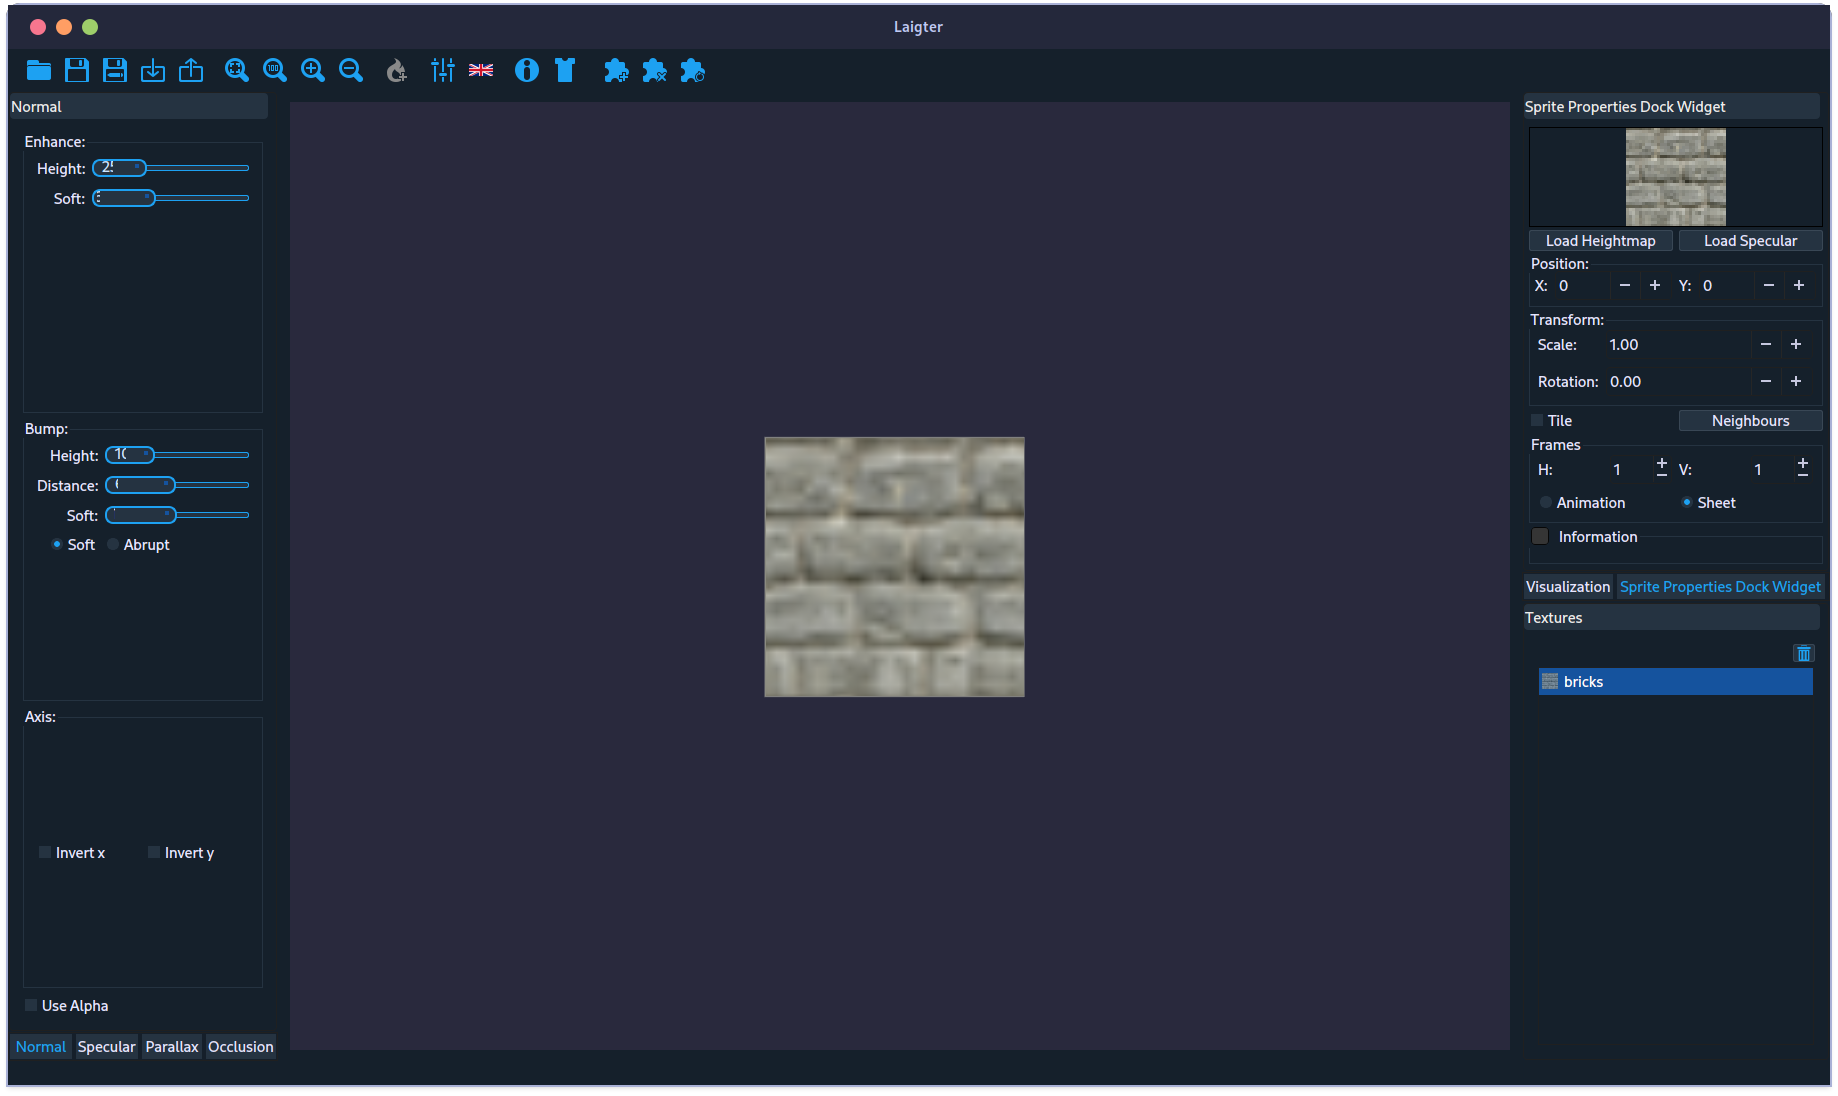 Laigter
100
Normal
Enhance:
Height:
Soft:
Bump:
Height:
Distance:
Soft:
Soft Abrupt
Axis:
Invert x Invert y
Use Alpha
Normal Specular Parallax Occlusion
Sprite Properties Dock Widget
Load Heightmap Load Specular
Position:
X: 0 − + Y: 0 − +
Transform:
Scale: 1.00 − +
Rotation: 0.00 − +
Tile Neighbours
Frames
H: 1 + − V: 1 + −
Animation Sheet
Information
Visualization Sprite Properties Dock Widget
Textures
bricks